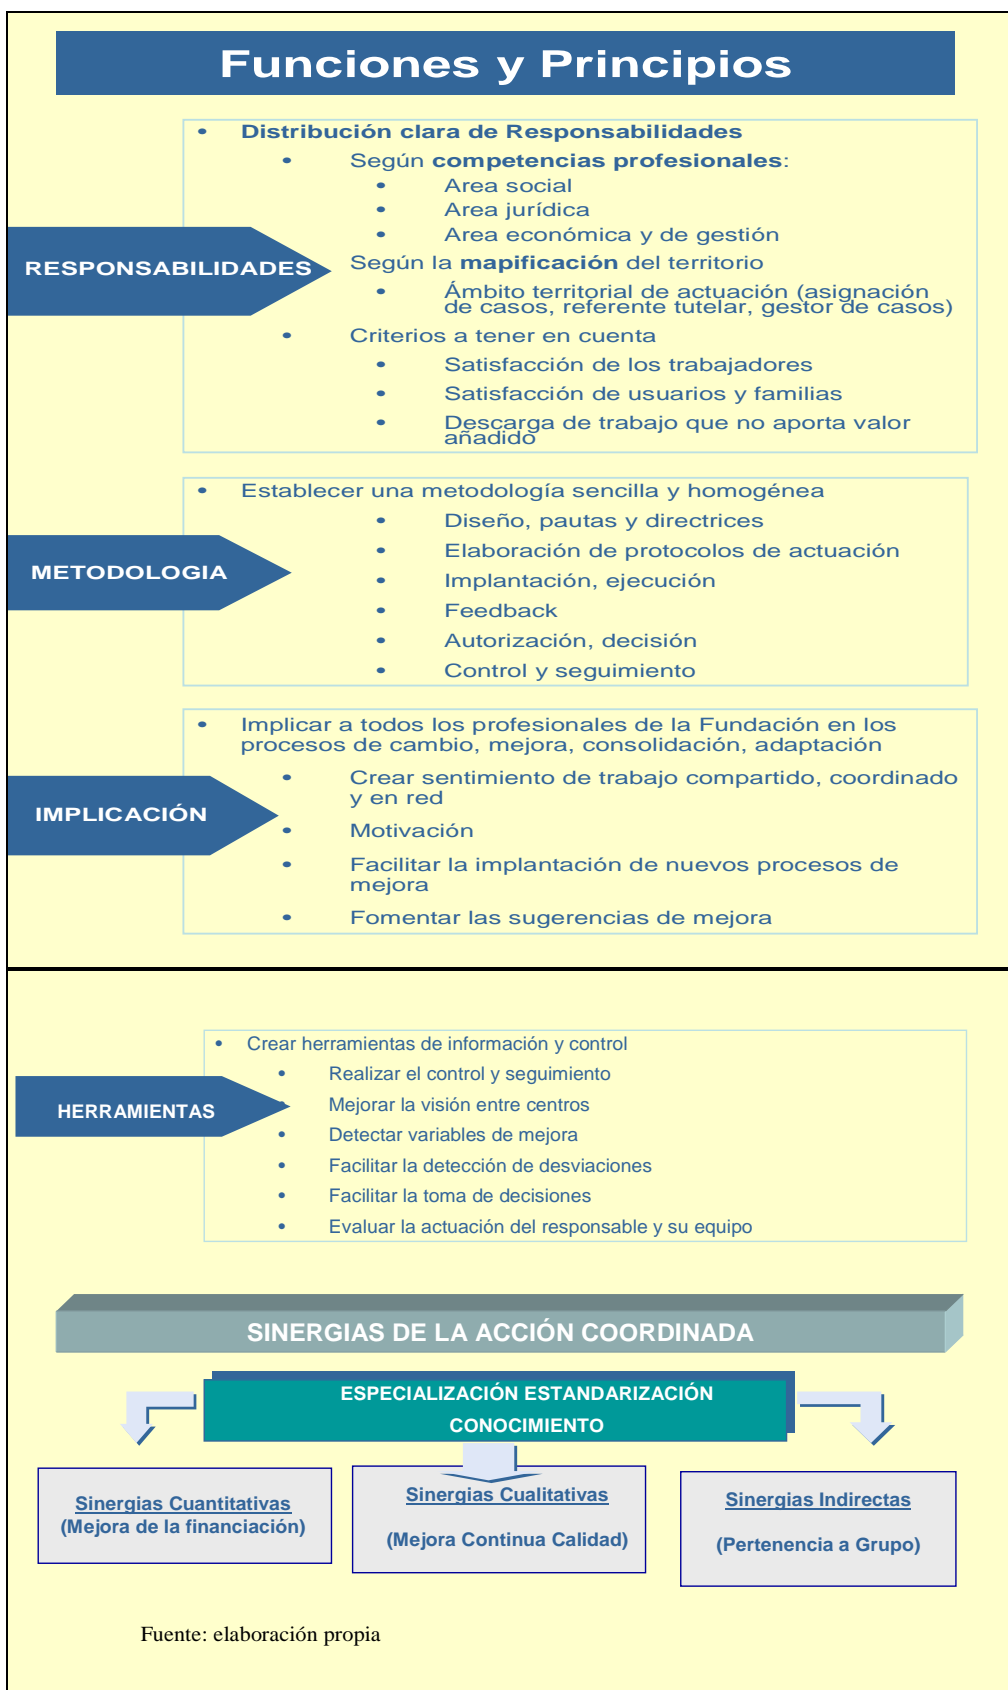 Funciones y Principios
• Distribución clara de Responsabilidades
• Según competencias profesionales:
• Area social
• Area jurídica
• Area económica y de gestión
RESPONSABILIDADES
Según la mapificación del territorio
• Ámbito territorial de actuación (asignación
de casos, referente tutelar, gestor de casos)
• Criterios a tener en cuenta
• Satisfacción de los trabajadores
• Satisfacción de usuarios y familias
• Descarga de trabajo que no aporta valor
añadido
METODOLOGIA
• Establecer una metodología sencilla y homogénea
• Diseño, pautas y directrices
• Elaboración de protocolos de actuación
• Implantación, ejecución
• Feedback
• Autorización, decisión
• Control y seguimiento
IMPLICACIÓN
• Implicar a todos los profesionales de la Fundación en los
procesos de cambio, mejora, consolidación, adaptación
• Crear sentimiento de trabajo compartido, coordinado
y en red
• Motivación
• Facilitar la implantación de nuevos procesos de
mejora
• Fomentar las sugerencias de mejora
HERRAMIENTAS
• Crear herramientas de información y control
• Realizar el control y seguimiento
• Mejorar la visión entre centros
• Detectar variables de mejora
• Facilitar la detección de desviaciones
• Facilitar la toma de decisiones
• Evaluar la actuación del responsable y su equipo
SINERGIAS DE LA ACCIÓN COORDINADA
ESPECIALIZACIÓN ESTANDARIZACIÓN
CONOCIMIENTO
Sinergias Cuantitativas
(Mejora de la financiación)
Sinergias Cualitativas
(Mejora Continua Calidad)
Sinergias Indirectas
(Pertenencia a Grupo)
Fuente: elaboración propia